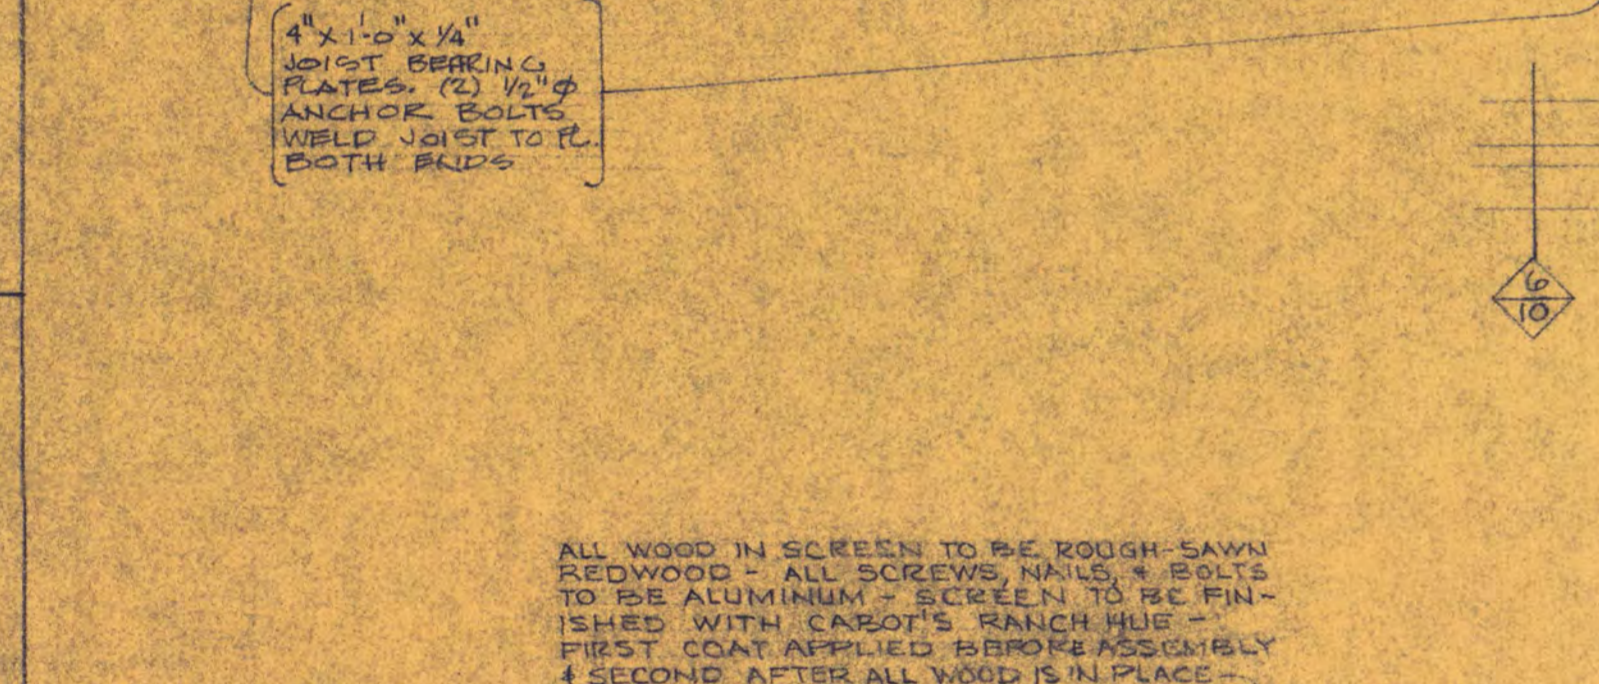 4" x 1'-0" x 1/4"
JOIST BEARING
PLATES. (2) 1/2" φ
ANCHOR BOLTS
WELD JOIST TO PL.
BOTH ENDS
6
10
ALL WOOD IN SCREEN TO BE ROUGH-SAWN
REDWOOD - ALL SCREWS, NAILS, & BOLTS
TO BE ALUMINUM - SCREEN TO BE FIN-
ISHED WITH CABOT'S RANCH HUE -
FIRST COAT APPLIED BEFORE ASSEMBLY
& SECOND AFTER ALL WOOD IS IN PLACE -